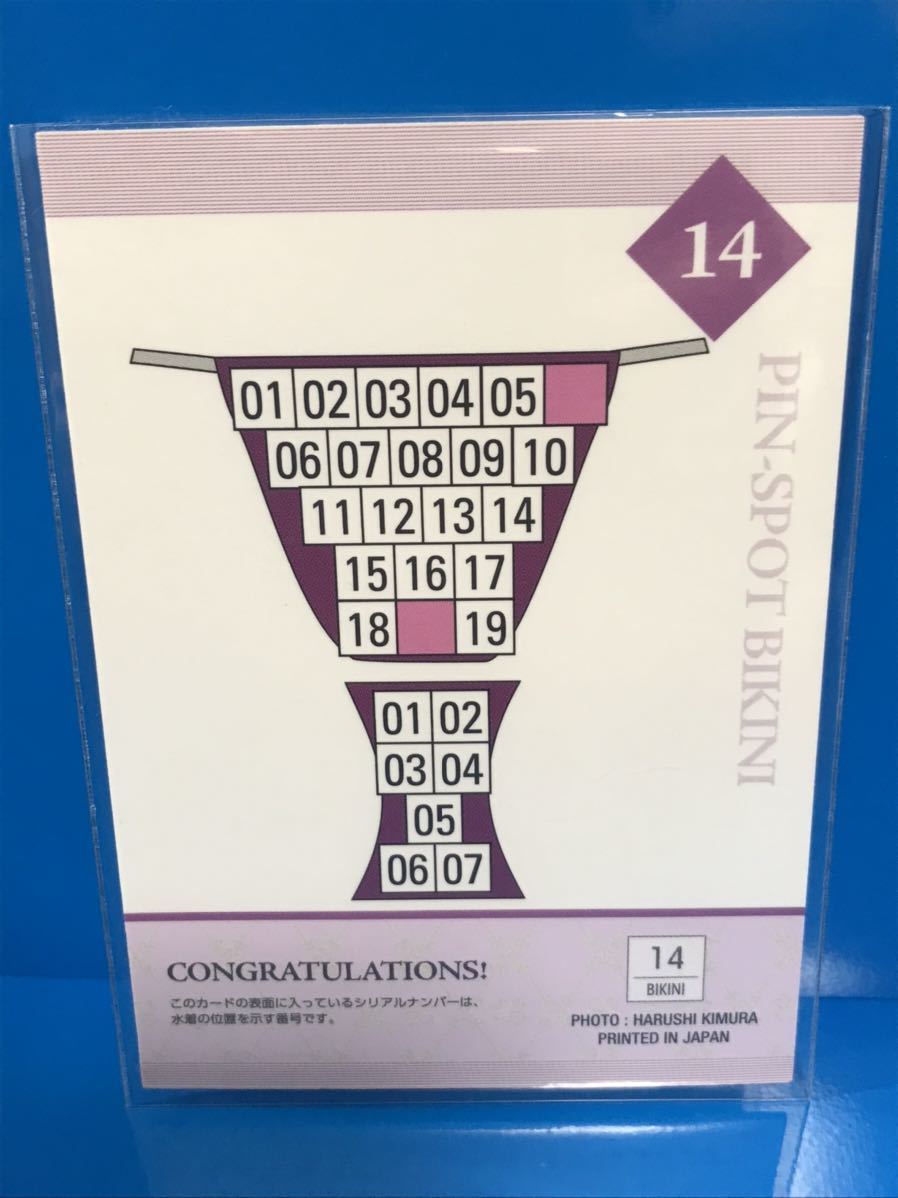 14
PIN-SPOT BIKINI
01 02 03 04 05
06 07 08 09 10
11 12 13 14
15 16 17
18 19
01 02
03 04
05
06 07
CONGRATULATIONS!
このカードの表面に入っているシリアルナンバーは、
水着の位置を示す番号です。
14
BIKINI
PHOTO : HARUSHI KIMURA
PRINTED IN JAPAN